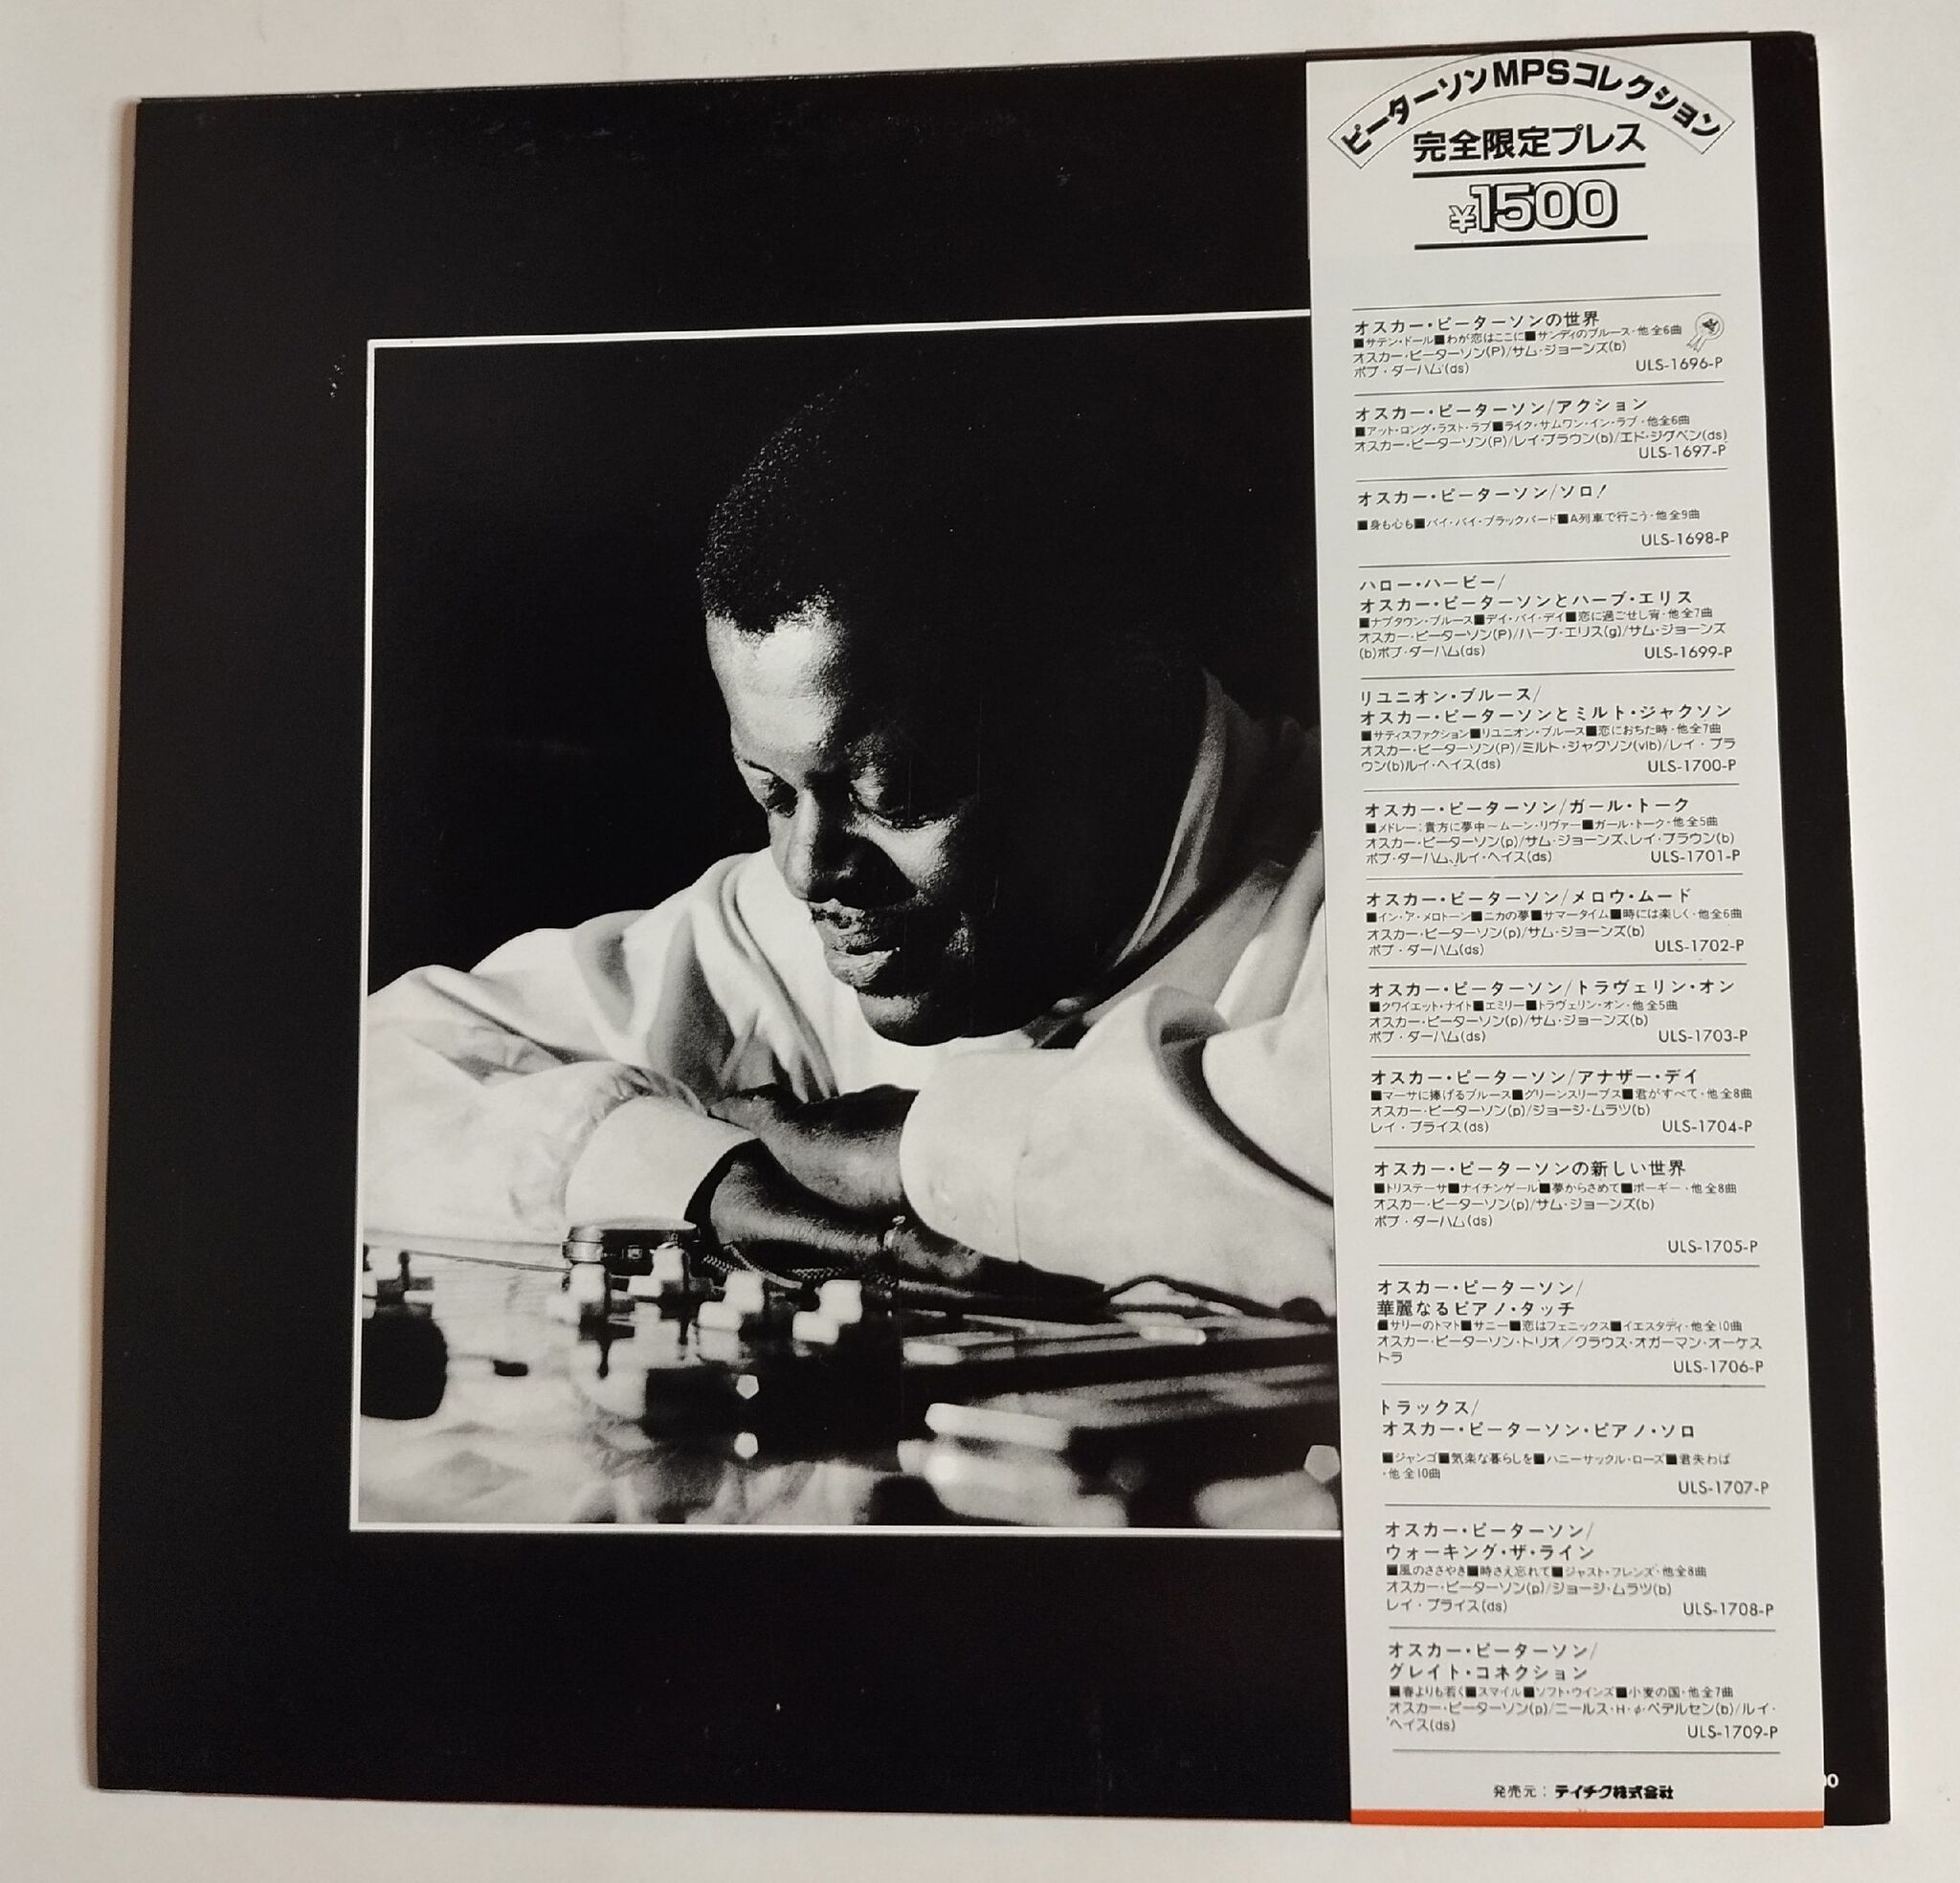 ピーターソンMPSコレクション
完全限定プレス
¥1500
オスカー・ピーターソンの世界
■サテン・ドール■わが恋はここに■サンディのブルース・他全6曲
オスカー・ピーターソン(P)/サム・ジョーンズ(b)
ボブ・ダーハム(ds)
ULS-1696-P
オスカー・ピーターソン/アクション
■アット・ロング・ラスト・ラブ■ライク・サムワン・イン・ラブ・他全6曲
オスカー・ピーターソン(P)/レイ・ブラウン(b)/エド・ジグペン(ds)
ULS-1697-P
オスカー・ピーターソン/ソロ!
■身も心も■バイ・バイ・ブラックバード■A列車で行こう・他全9曲
ULS-1698-P
ハロー・ハービー/
オスカー・ピーターソンとハーブ・エリス
■ナプタウン・ブルース■デイ・バイ・デイ■恋に過ごせし宵・他全7曲
オスカー・ピーターソン(P)/ハーブ・エリス(g)/サム・ジョーンズ
(b)ボブ・ダーハム(ds)
ULS-1699-P
リユニオン・ブルース/
オスカー・ピーターソンとミルト・ジャクソン
■サティスファクション■リユニオン・ブルース■恋におちた時・他全7曲
オスカー・ピーターソン(P)/ミルト・ジャクソン(vib)/レイ・ブラ
ウン(b)ルイ・ヘイス(ds)
ULS-1700-P
オスカー・ピーターソン/ガール・トーク
■メドレー：貴方に夢中〜ムーン・リヴァー■ガール・トーク・他全5曲
オスカー・ピーターソン(p)/サム・ジョーンズ、レイ・ブラウン(b)
ボブ・ダーハム、ルイ・ヘイス(ds)
ULS-1701-P
オスカー・ピーターソン/メロウ・ムード
■イン・ア・メロトーン■ニカの夢■サマータイム■時には楽しく・他全6曲
オスカー・ピーターソン(p)/サム・ジョーンズ(b)
ボブ・ダーハム(ds)
ULS-1702-P
オスカー・ピーターソン/トラヴェリン・オン
■クワイエット・ナイト■エミリー■トラヴェリン・オン・他全5曲
オスカー・ピーターソン(p)/サム・ジョーンズ(b)
ボブ・ダーハム(ds)
ULS-1703-P
オスカー・ピーターソン/アナザー・デイ
■マーサに捧げるブルース■グリーンスリーブス■君がすべて・他全8曲
オスカー・ピーターソン(p)/ジョージ・ムラツ(b)
レイ・プライス(ds)
ULS-1704-P
オスカー・ピーターソンの新しい世界
■トリステーサ■ナイチンゲール■夢からさめて■ポーギー・他全8曲
オスカー・ピーターソン(p)/サム・ジョーンズ(b)
ボブ・ダーハム(ds)
ULS-1705-P
オスカー・ピーターソン/
華麗なるピアノ・タッチ
■サリーのトマト■サニー■恋はフェニックス■イエスタディ・他全10曲
オスカー・ピーターソン・トリオ/クラウス・オガーマン・オーケス
トラ
ULS-1706-P
トラックス/
オスカー・ピーターソン・ピアノ・ソロ
■ジャンゴ■気楽な暮らしを■ハニーサックル・ローズ■君失わば
・他全10曲
ULS-1707-P
オスカー・ピーターソン/
ウォーキング・ザ・ライン
■風のささやき■時さえ忘れて■ジャスト・フレンズ・他全8曲
オスカー・ピーターソン(p)/ジョージ・ムラツ(b)
レイ・プライス(ds)
ULS-1708-P
オスカー・ピーターソン/
グレイト・コネクション
■春よりも若く■スマイル■ソフト・ウインズ■小麦の国・他全7曲
オスカー・ピーターソン(p)/ニールス・H・φ・ペデルセン(b)/ルイ・
ヘイス(ds)
ULS-1709-P
発売元：テイチク株式会社